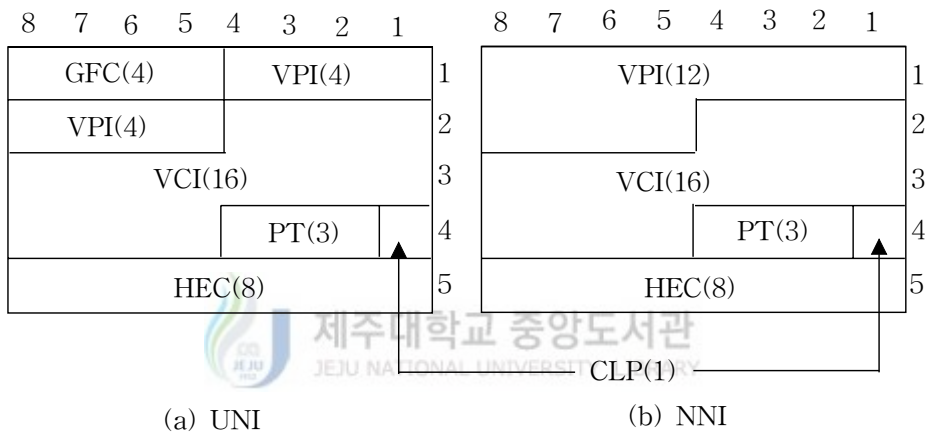 8 7 6 5 4 3 2 1
8 7 6 5 4 3 2 1
GFC(4) VPI(4) 1
VPI(12) 1
VPI(4) 2
2
VCI(16) 3
VCI(16) 3
PT(3) 4
PT(3) 4
HEC(8) 5
HEC(8) 5
제주대학교 중앙도서관
JEJU NATIONAL UNIVERSITY LIBRARY
JEJU
1952
CLP(1)
(a) UNI
(b) NNI